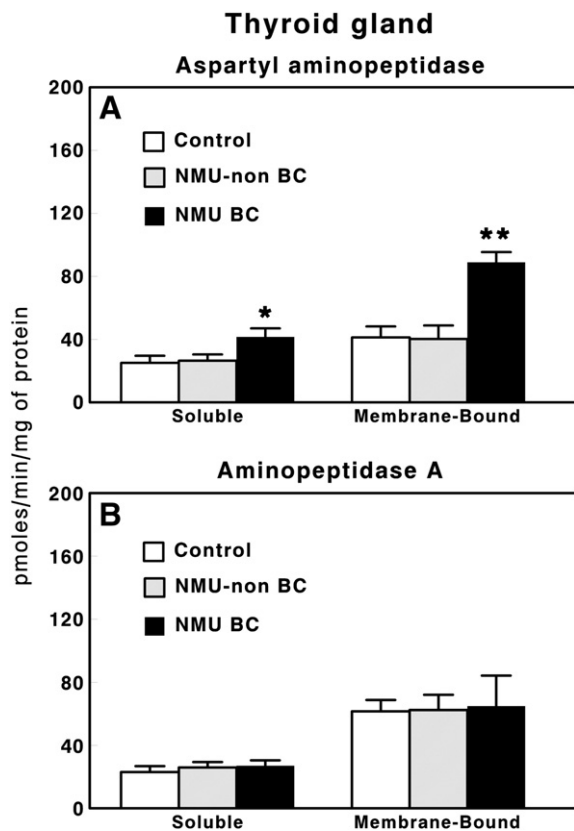 Thyroid gland
Aspartyl aminopeptidase
A
Control
NMU-non BC
NMU BC
200
160
120
80
40
0
*
**
Soluble
Membrane-Bound
pmoles/min/mg of protein
Aminopeptidase A
B
Control
NMU-non BC
NMU BC
200
160
120
80
40
0
Soluble
Membrane-Bound